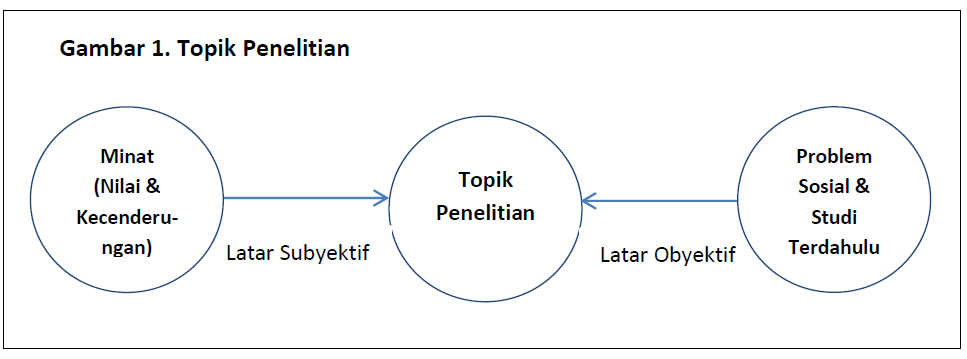 Gambar 1. Topik Penelitian
Minat
(Nilai &
Kecenderu-
ngan)
Latar Subyektif
Topik
Penelitian
Latar Obyektif
Problem
Sosial &
Studi
Terdahulu